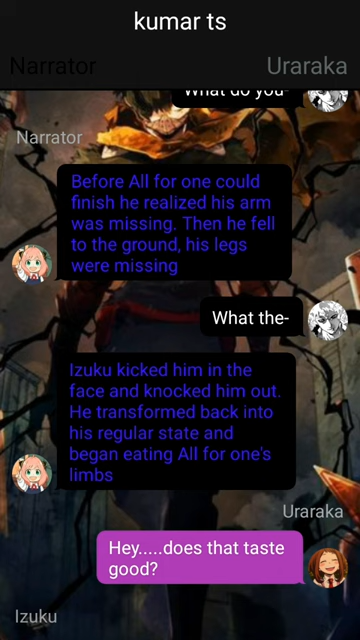 kumar ts
Narrator
Uraraka
What do you-
Narrator
Before All for one could
finish he realized his arm
was missing. Then he fell
to the ground, his legs
were missing
What the-
Izuku kicked him in the
face and knocked him out.
He transformed back into
his regular state and
began eating All for one's
limbs
Uraraka
Hey.....does that taste
good?
Izuku